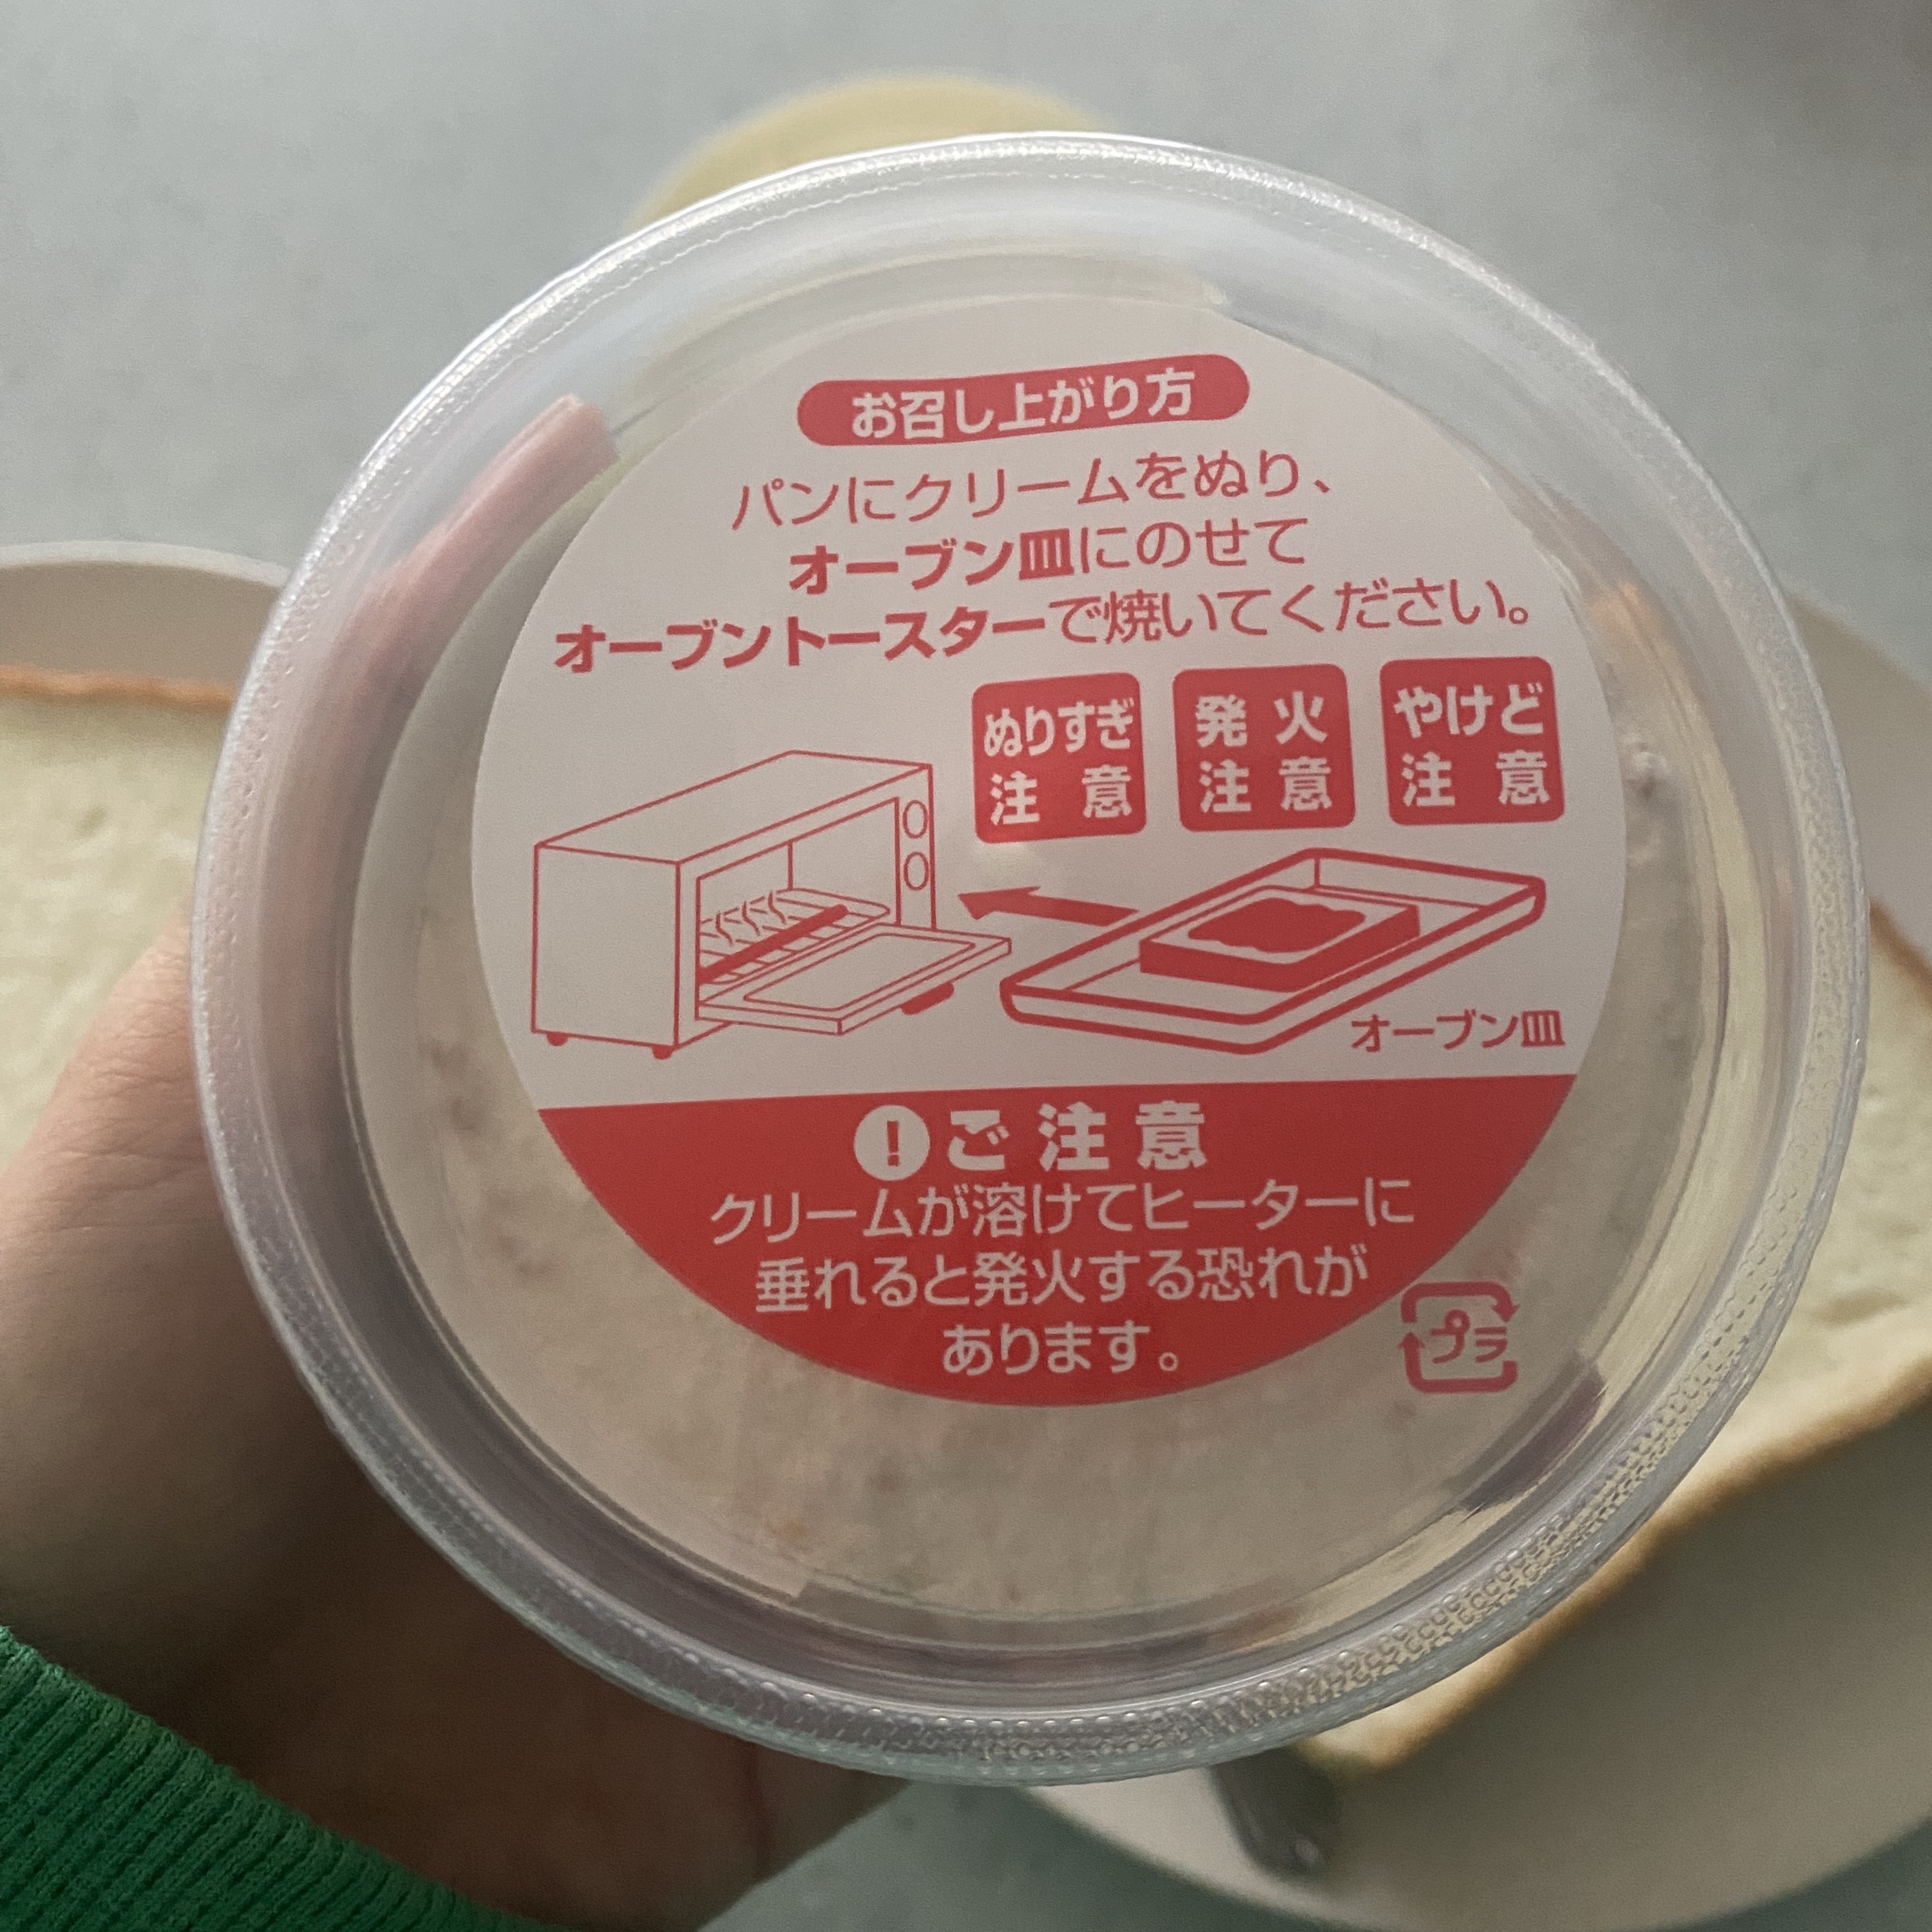 お召し上がり方
パンにクリームをぬり、
オーブン皿にのせて
オーブントースターで焼いてください。
ぬりすぎ
注意
発火
注意
やけど
注意
オーブン皿
!ご注意
クリームが溶けてヒーターに
垂れると発火する恐れが
あります。
プラ